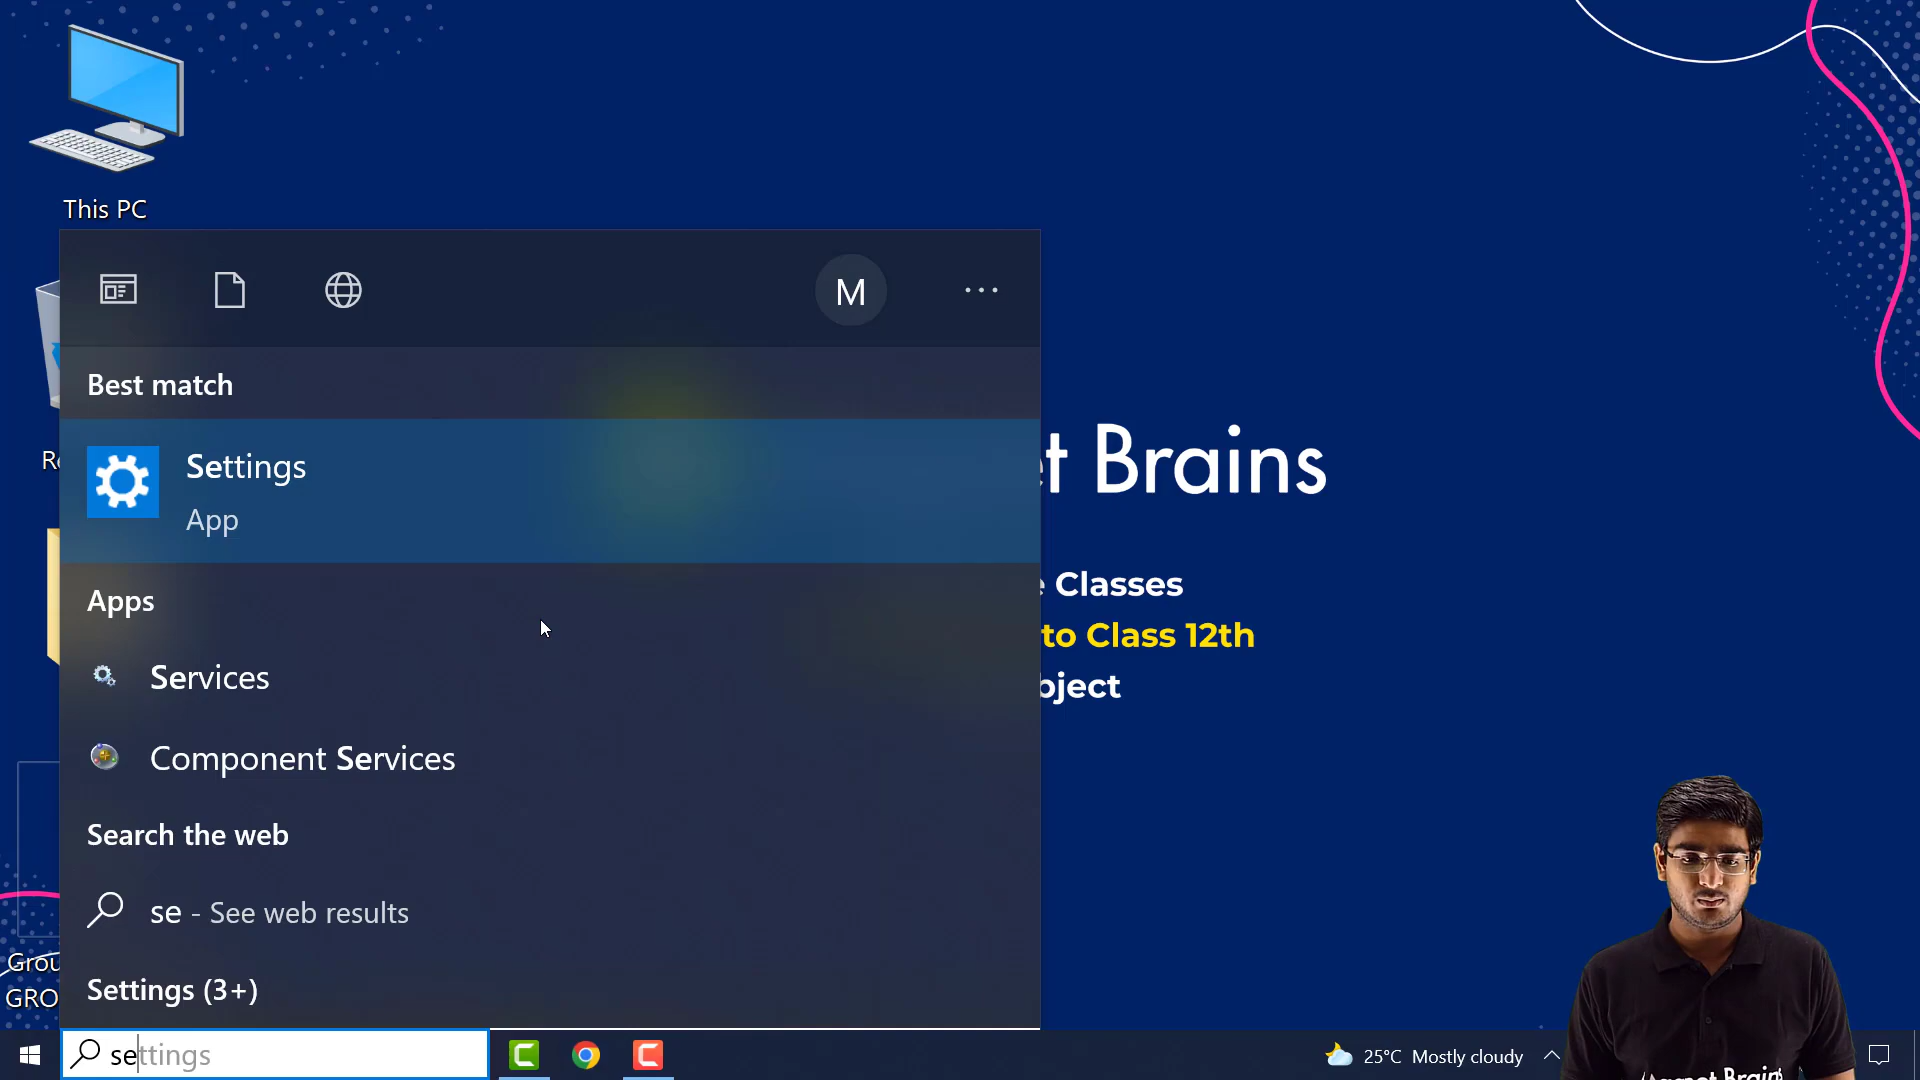 This PC
M
Best match
Settings
App
Apps
Services
Component Services
Search the web
se - See web results
Settings (3+)
settings
Brains
Classes
to Class 12th
25°C Mostly cloudy
GRO